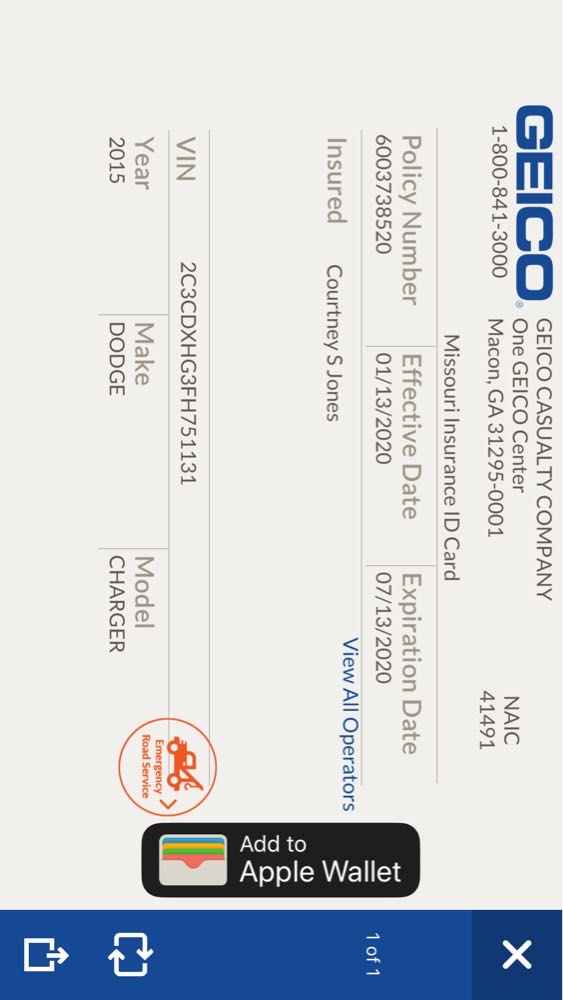 GEICO®
1-800-841-3000
GEICO CASUALTY COMPANY
One GEICO Center
Macon, GA 31295-0001
NAIC
41491
Missouri Insurance ID Card
Policy Number
6003738520
Effective Date
01/13/2020
Expiration Date
07/13/2020
Insured
Courtney S Jones
View All Operators
VIN
2C3CDXHG3FH751131
Year
2015
Make
DODGE
Model
CHARGER
Emergency
Road Service
Add to
Apple Wallet
1 of 1